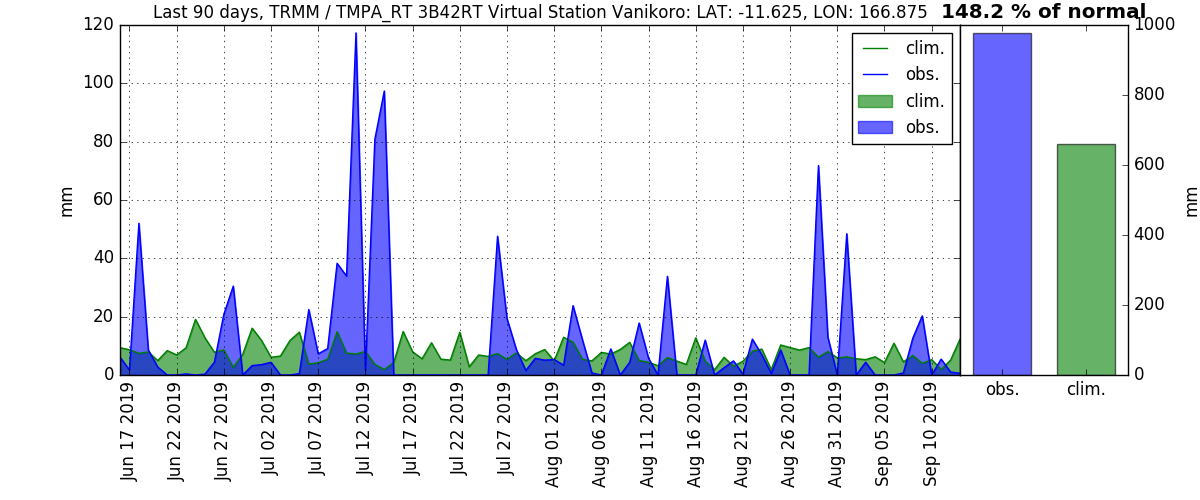 Last 90 days, TRMM / TMPA_RT 3B42RT Virtual Station Vanikoro: LAT: -11.625, LON: 166.875
148.2 % of normal
120
100
80
60
40
20
0
mm
clim.
obs.
clim.
obs.
1000
800
600
400
200
0
mm
Jun 17 2019
Jun 22 2019
Jun 27 2019
Jul 02 2019
Jul 07 2019
Jul 12 2019
Jul 17 2019
Jul 22 2019
Jul 27 2019
Aug 01 2019
Aug 06 2019
Aug 11 2019
Aug 16 2019
Aug 21 2019
Aug 26 2019
Aug 31 2019
Sep 05 2019
Sep 10 2019
obs.
clim.